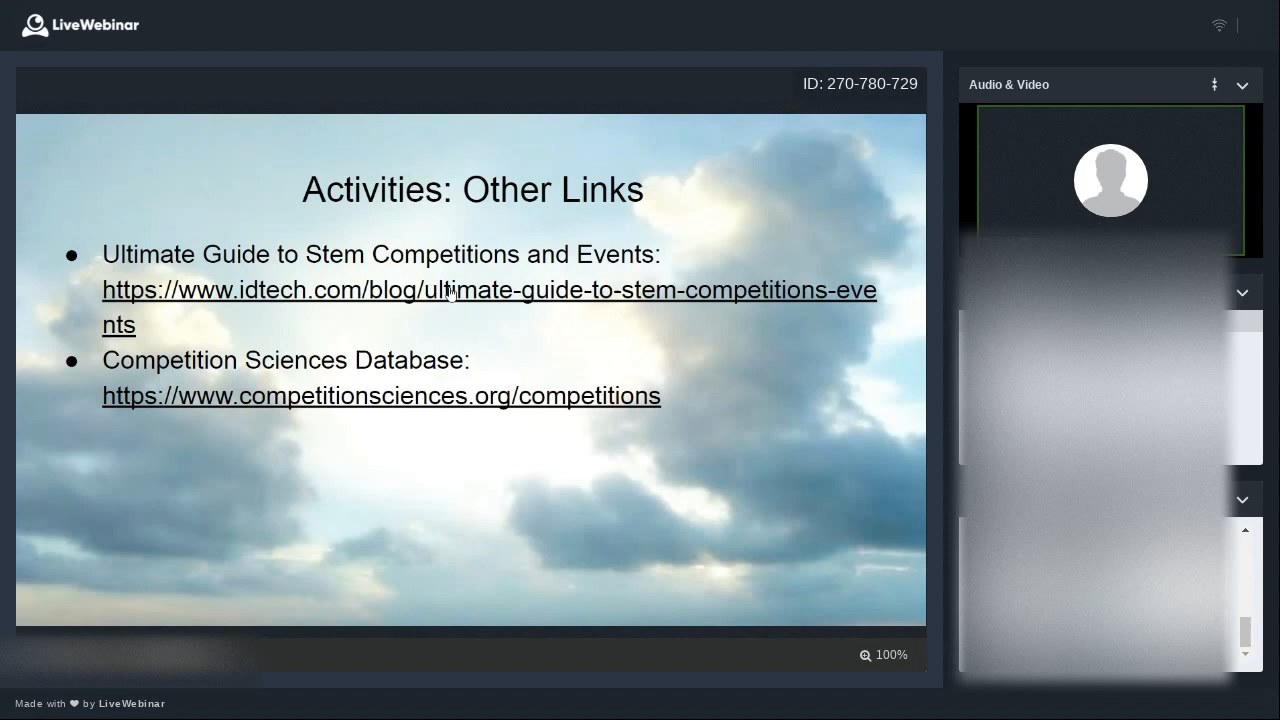 LiveWebinar
ID: 270-780-729
Audio & Video
Activities: Other Links
● Ultimate Guide to Stem Competitions and Events:
https://www.idtech.com/blog/ultimate-guide-to-stem-competitions-eve
nts
● Competition Sciences Database:
https://www.competitionsciences.org/competitions
100%
Made with ❤ by LiveWebinar